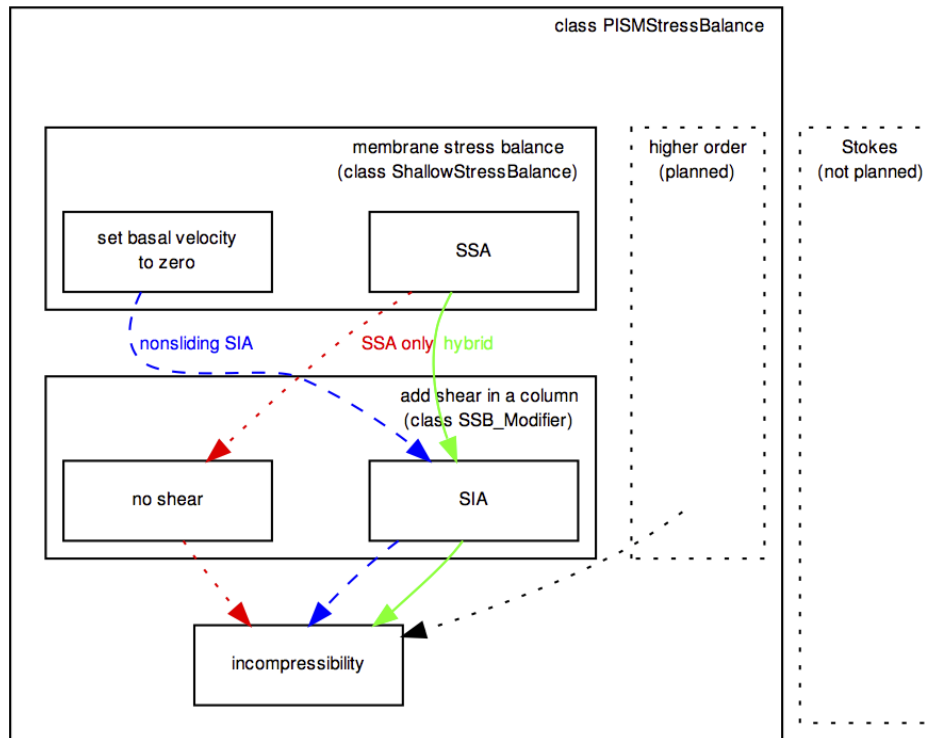 class PISMStressBalance
membrane stress balance
(class ShallowStressBalance)
higher order
(planned)
Stokes
(not planned)
set basal velocity
to zero
SSA
nonsliding SIA
SSA only
hybrid
add shear in a column
(class SSB_Modifier)
no shear
SIA
incompressibility